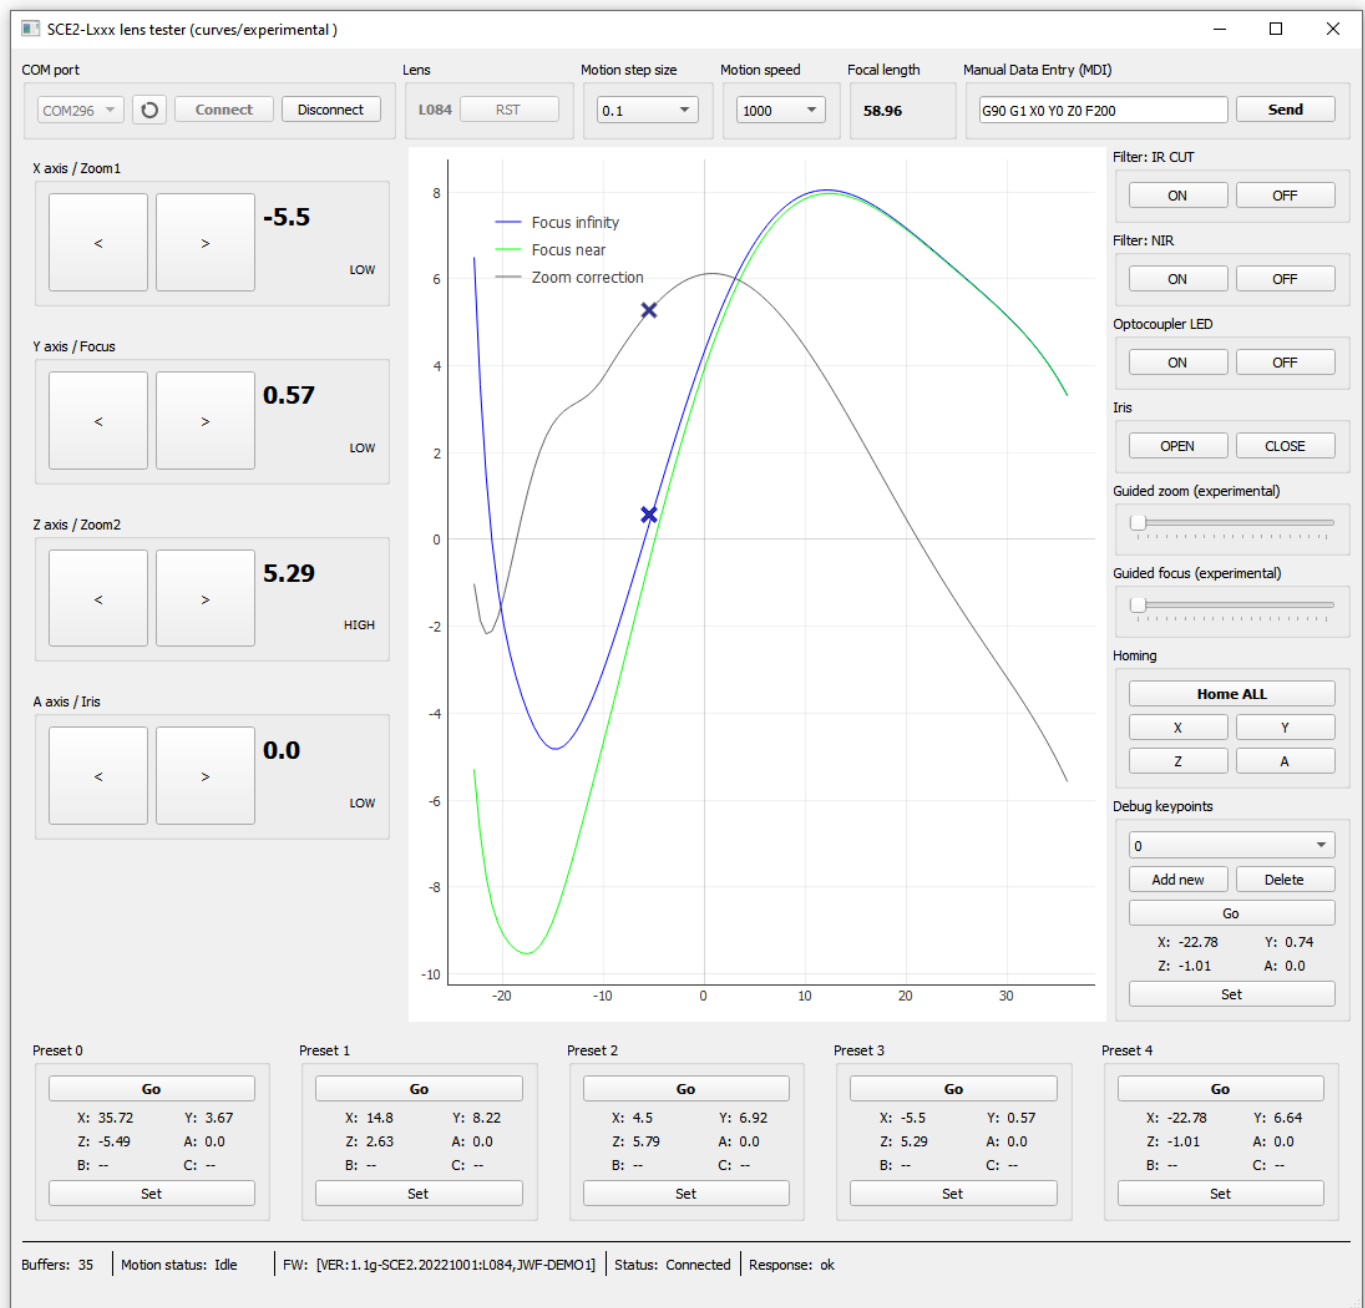 SCE2-Lxxx lens tester (curves/experimental )
COM port
Lens
Motion step size
Motion speed
Focal length
Manual Data Entry (MDI)
COM296
Connect
Disconnect
L084
RST
0.1
1000
58.96
G90 G1 X0 Y0 Z0 F200
Send
X axis / Zoom1
<
>
-5.5
LOW
Y axis / Focus
<
>
0.57
LOW
Z axis / Zoom2
<
>
5.29
HIGH
A axis / Iris
<
>
0.0
LOW
Focus infinity
Focus near
Zoom correction
8
6
4
2
0
-2
-4
-6
-8
-10
-20
-10
0
10
20
30
Filter: IR CUT
ON
OFF
Filter: NIR
ON
OFF
Optocoupler LED
ON
OFF
Iris
OPEN
CLOSE
Guided zoom (experimental)
Guided focus (experimental)
Homing
Home ALL
X
Y
Z
A
Debug keypoints
0
Add new
Delete
Go
X: -22.78
Y: 0.74
Z: -1.01
A: 0.0
Set
Preset 0
Go
X: 35.72
Y: 3.67
Z: -5.49
A: 0.0
B: --
C: --
Set
Preset 1
Go
X: 14.8
Y: 8.22
Z: 2.63
A: 0.0
B: --
C: --
Set
Preset 2
Go
X: 4.5
Y: 6.92
Z: 5.79
A: 0.0
B: --
C: --
Set
Preset 3
Go
X: -5.5
Y: 0.57
Z: 5.29
A: 0.0
B: --
C: --
Set
Preset 4
Go
X: -22.78
Y: 6.64
Z: -1.01
A: 0.0
B: --
C: --
Set
Buffers: 35
Motion status: Idle
FW: [VER:1.1g-SCE2.20221001:L084,JWF-DEMO1]
Status: Connected
Response: ok